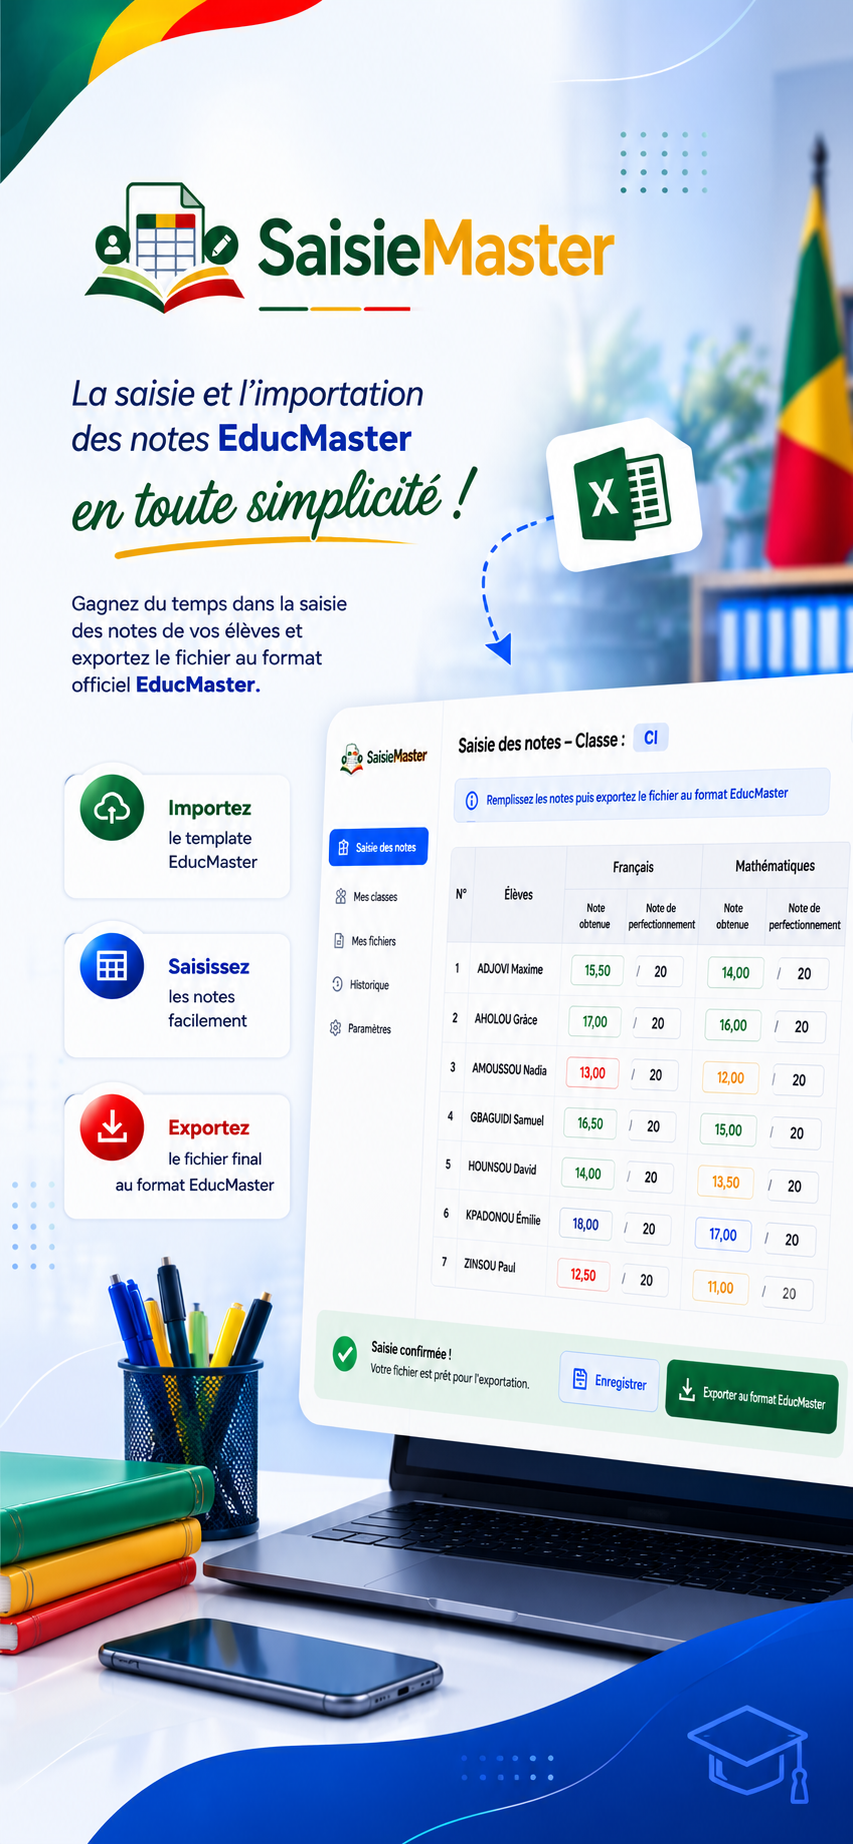 SaisieMaster
La saisie et l'importation
des notes EducMaster
en toute simplicité !
X
Gagnez du temps dans la saisie
des notes de vos élèves et
exportez le fichier au format
officiel EducMaster.
Importez
le template
EducMaster
Saisissez
les notes
facilement
Exportez
le fichier final
au format EducMaster
SaisieMaster
Saisie des notes
Mes classes
Mes fichiers
Historique
Paramètres
Saisie des notes – Classe : CI
Remplissez les notes puis exportez le fichier au format EducMaster
N° Élèves Français Mathématiques
Note obtenue Note de perfectionnement Note obtenue Note de perfectionnement
1 ADJOVI Maxime 15,50 / 20 14,00 / 20
2 AHOLOU Grâce 17,00 / 20 16,00 / 20
3 AMOUSSOU Nadia 13,00 / 20 12,00 / 20
4 GBAGUIDI Samuel 16,50 / 20 15,00 / 20
5 HOUNSOU David 14,00 / 20 13,50 / 20
6 KPADONOU Émilie 18,00 / 20 17,00 / 20
7 ZINSOU Paul 12,50 / 20 11,00 / 20
Saisie confirmée !
Votre fichier est prêt pour l'exportation.
Enregistrer
Exporter au format EducMaster